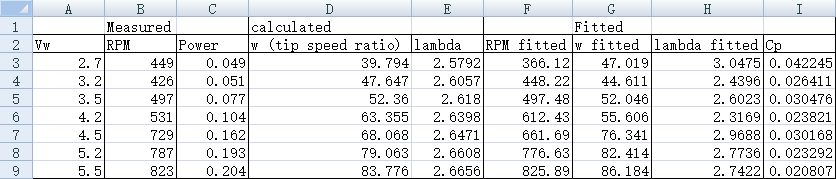 A B C D E F G H I
1 Measured calculated Fitted
2 Vw RPM Power w (tip speed ratio) lambda RPM fitted w fitted lambda fitted Cp
3 2.7 449 0.049 39.794 2.5792 366.12 47.019 3.0475 0.042245
4 3.2 426 0.051 47.647 2.6057 448.22 44.611 2.4396 0.026411
5 3.5 497 0.077 52.36 2.618 497.48 52.046 2.6023 0.030476
6 4.2 531 0.104 63.355 2.6398 612.43 55.606 2.3169 0.023821
7 4.5 729 0.162 68.068 2.6471 661.69 76.341 2.9688 0.030168
8 5.2 787 0.193 79.063 2.6608 776.63 82.414 2.7736 0.023292
9 5.5 823 0.204 83.776 2.6656 825.89 86.184 2.7422 0.020807